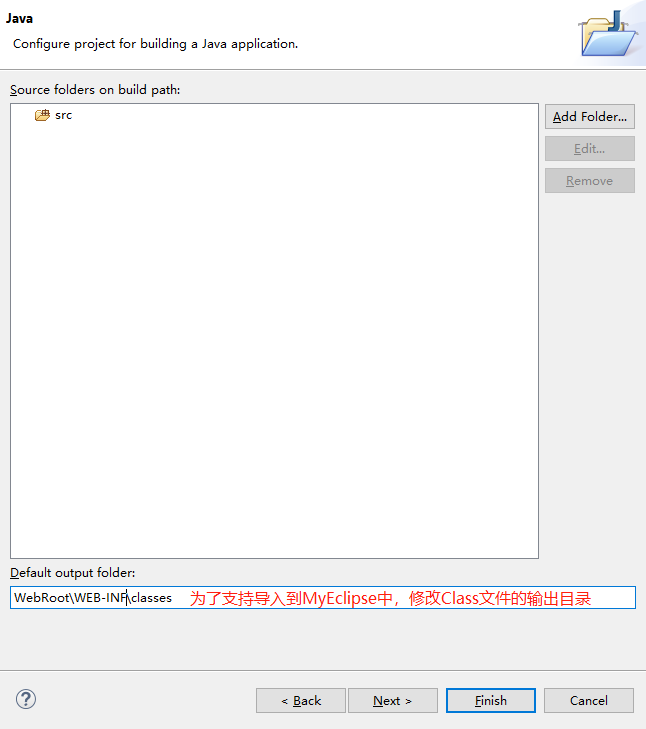 Java
Configure project for building a Java application.
Source folders on build path:
src
Add Folder...
Edit...
Remove
Default output folder:
WebRoot\WEB-INF\classes 为了支持导入到MyEclipse中，修改Class文件的输出目录
?
< Back
Next >
Finish
Cancel